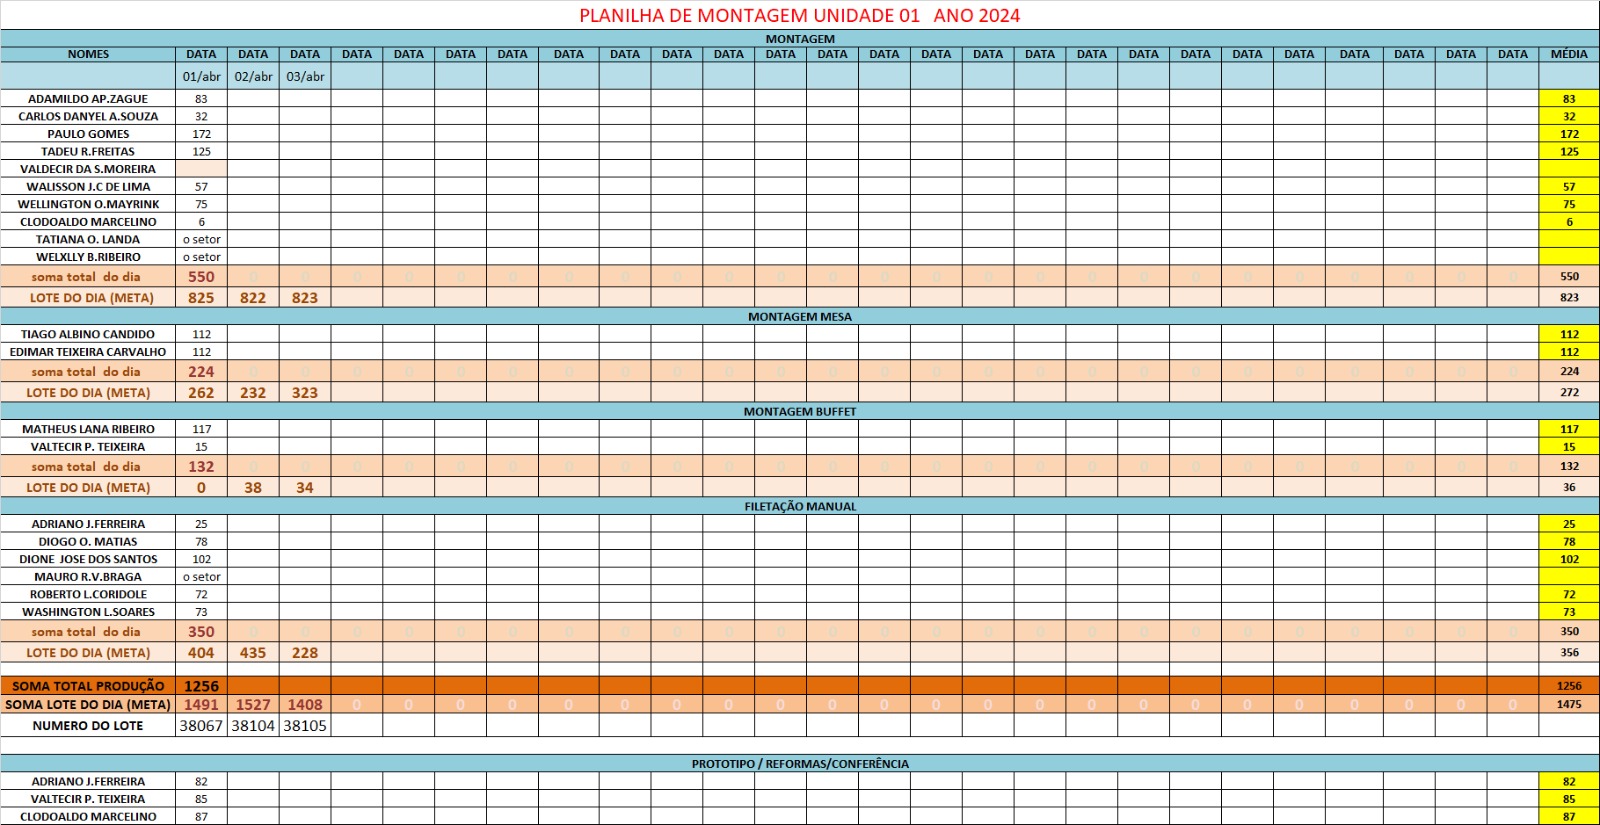 PLANILHA DE MONTAGEM UNIDADE 01 ANO 2024
MONTAGEM
NOMES DATA DATA DATA DATA DATA DATA DATA DATA DATA DATA DATA DATA DATA DATA DATA DATA DATA DATA DATA DATA DATA DATA DATA DATA DATA MÉDIA
01/abr 02/abr 03/abr
ADAMILDO AP.ZAGUE 83 83
CARLOS DANYEL A.SOUZA 32 32
PAULO GOMES 172 172
TADEU R.FREITAS 125 125
VALDECIR DA S.MOREIRA
WALISSON J.C DE LIMA 57 57
WELLINGTON O.MAYRINK 75 75
CLODOALDO MARCELINO 6 6
TATIANA O. LANDA o setor
WELXLLY B.RIBEIRO o setor
soma total do dia 550 0 0 0 0 0 0 0 0 0 0 0 0 0 0 0 0 0 0 0 0 0 0 0 0 0 550
LOTE DO DIA (META) 825 822 823 823
MONTAGEM MESA
TIAGO ALBINO CANDIDO 112 112
EDIMAR TEIXEIRA CARVALHO 112 112
soma total do dia 224 0 0 0 0 0 0 0 0 0 0 0 0 0 0 0 0 0 0 0 0 0 0 0 0 0 224
LOTE DO DIA (META) 262 232 323 272
MONTAGEM BUFFET
MATHEUS LANA RIBEIRO 117 117
VALTECIR P. TEIXEIRA 15 15
soma total do dia 132 0 0 0 0 0 0 0 0 0 0 0 0 0 0 0 0 0 0 0 0 0 0 0 0 0 132
LOTE DO DIA (META) 0 38 34 36
FILETAÇÃO MANUAL
ADRIANO J.FERREIRA 25 25
DIOGO O. MATIAS 78 78
DIONE JOSE DOS SANTOS 102 102
MAURO R.V.BRAGA o setor
ROBERTO L.CORIDOLE 72 72
WASHINGTON L.SOARES 73 73
soma total do dia 350 0 0 0 0 0 0 0 0 0 0 0 0 0 0 0 0 0 0 0 0 0 0 0 0 0 350
LOTE DO DIA (META) 404 435 228 356
SOMA TOTAL PRODUÇÃO 1256 1256
SOMA LOTE DO DIA (META) 1491 1527 1408 0 0 0 0 0 0 0 0 0 0 0 0 0 0 0 0 0 0 0 0 0 0 1475
NUMERO DO LOTE 38067 38104 38105
PROTOTIPO / REFORMAS/CONFERÊNCIA
ADRIANO J.FERREIRA 82 82
VALTECIR P. TEIXEIRA 85 85
CLODOALDO MARCELINO 87 87